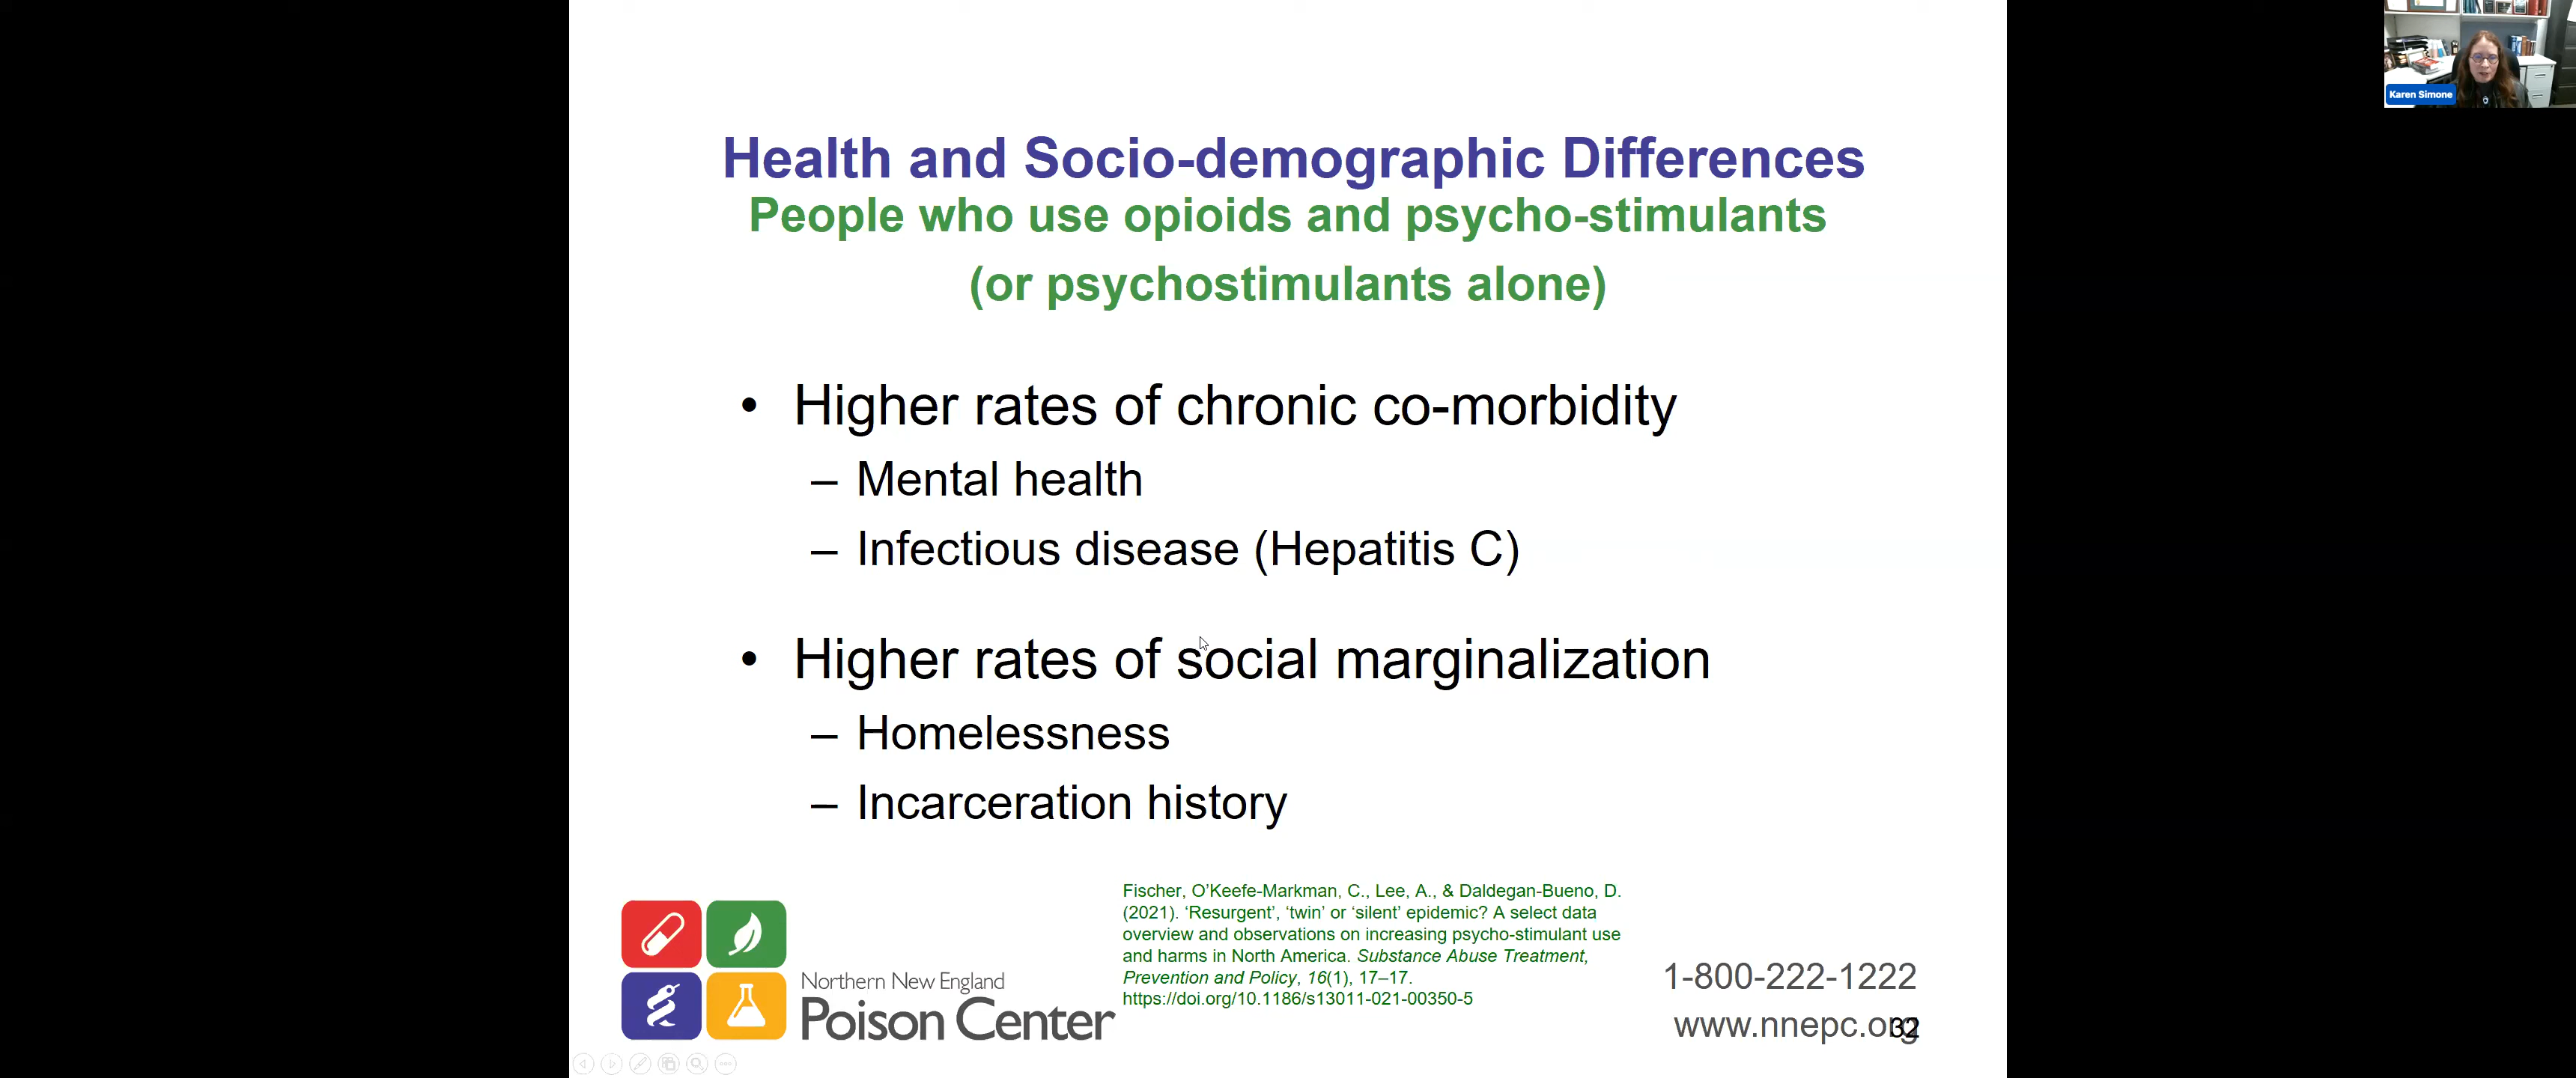 Karen Simone
Health and Socio-demographic Differences
People who use opioids and psycho-stimulants
(or psychostimulants alone)
• Higher rates of chronic co-morbidity
– Mental health
– Infectious disease (Hepatitis C)
• Higher rates of social marginalization
– Homelessness
– Incarceration history
Fischer, O’Keefe-Markman, C., Lee, A., & Daldegan-Bueno, D.
(2021). ‘Resurgent’, ‘twin’ or ‘silent’ epidemic? A select data
overview and observations on increasing psycho-stimulant use
and harms in North America. Substance Abuse Treatment,
Prevention and Policy, 16(1), 17–17.
https://doi.org/10.1186/s13011-021-00350-5
Northern New England
Poison Center
1-800-222-1222
www.nnepc.org
32